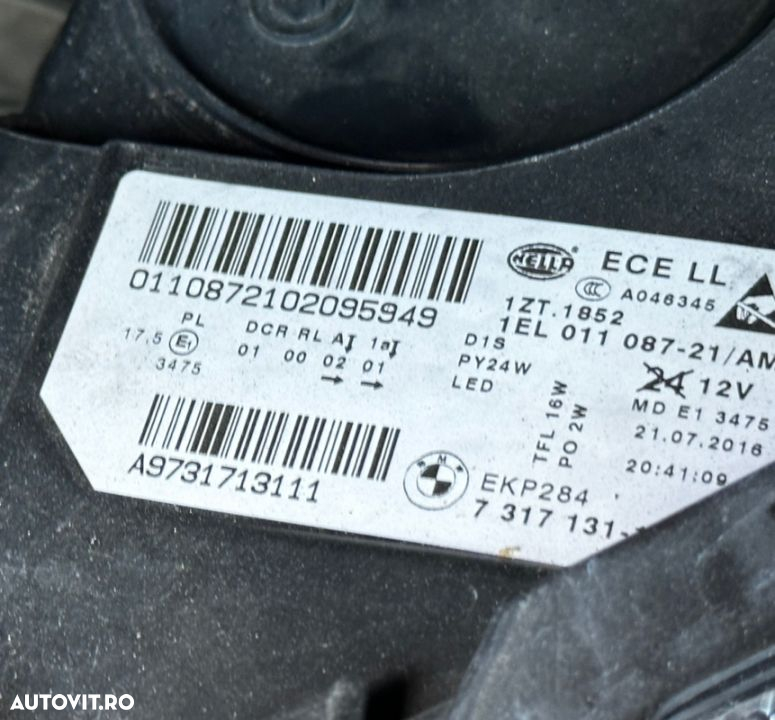 0110872102095949
HELLA ECE LL
CCC A046345
1ZT.1852
1EL 011 087-21/AM
PL DCR RL A 1a
17.5 E1 01 00 02 01
3475
D1S
PY24W
LED
TFL 16W
PO 2W
24 12V
MD E1 3475
21.07.2016
20:41:09
A9731713111
M
EKP284
7 317 131-
AUTOVIT.RO